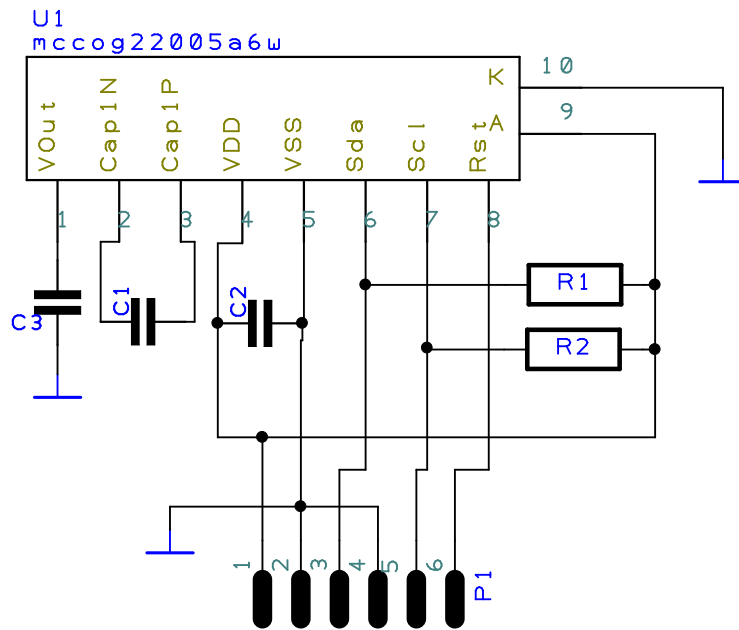 U1
mccog22005a6w
VOut
Cap1N
Cap1P
VDD
VSS
Sda
Scl
Rst
K
A
10
9
1
2
3
4
5
6
7
8
C3
C1
C2
R1
R2
1
2
3
4
5
6
P1